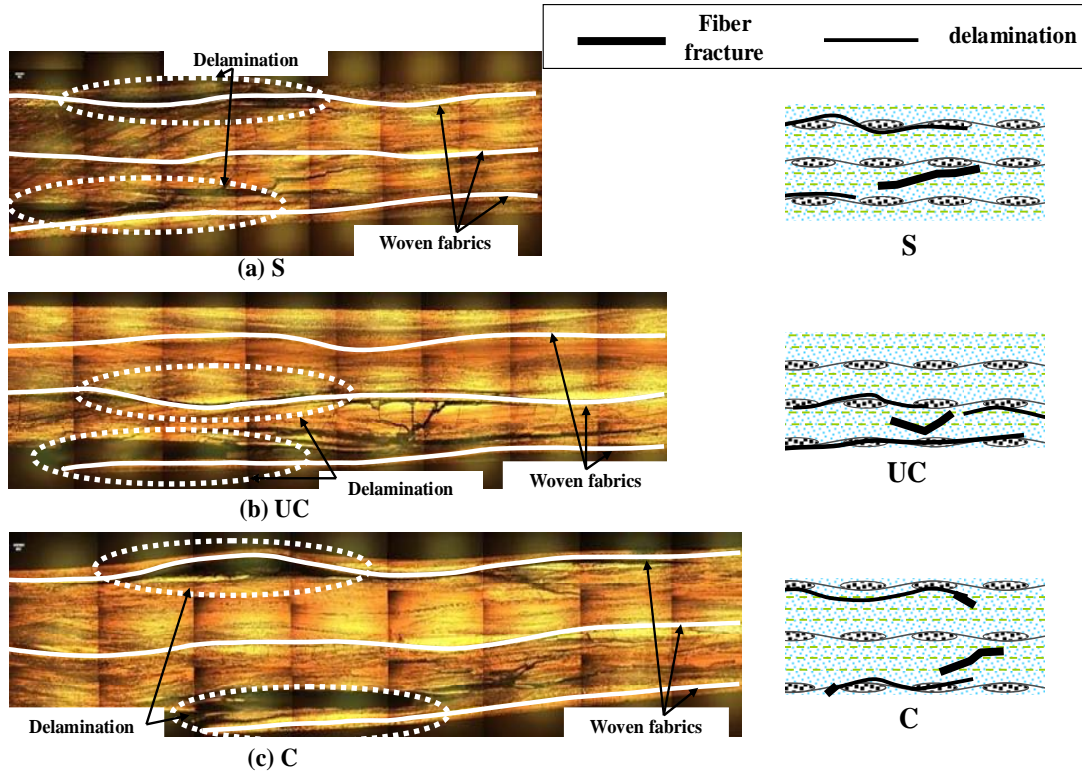 Fiber
fracture
delamination
Delamination
Woven fabrics
(a) S
S
Woven fabrics
Delamination
(b) UC
UC
Delamination
Woven fabrics
(c) C
C